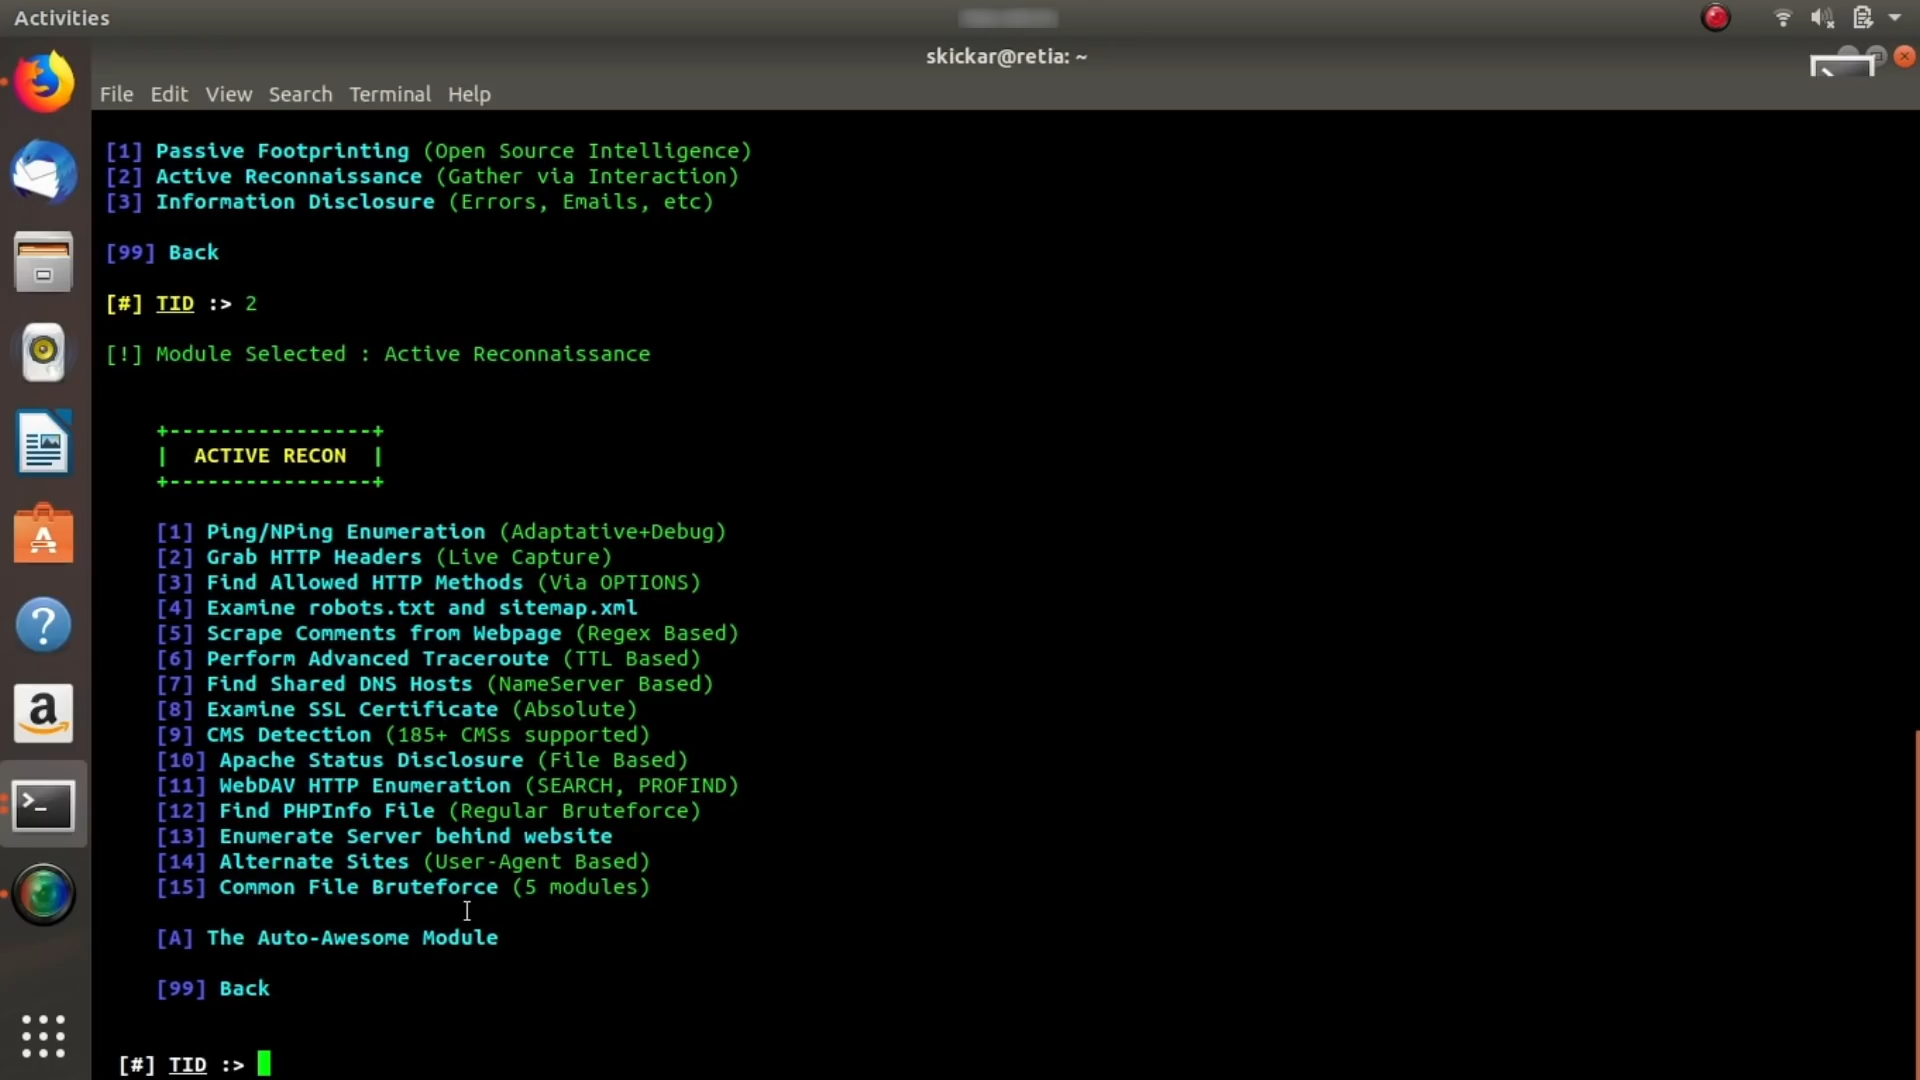 Activities
skickar@retia: ~
File Edit View Search Terminal Help
[1] Passive Footprinting (Open Source Intelligence)
[2] Active Reconnaissance (Gather via Interaction)
[3] Information Disclosure (Errors, Emails, etc)
[99] Back
[#] TID :> 2
[!] Module Selected : Active Reconnaissance
+----------------+
| ACTIVE RECON |
+----------------+
[1] Ping/NPing Enumeration (Adaptative+Debug)
[2] Grab HTTP Headers (Live Capture)
[3] Find Allowed HTTP Methods (Via OPTIONS)
[4] Examine robots.txt and sitemap.xml
[5] Scrape Comments from Webpage (Regex Based)
[6] Perform Advanced Traceroute (TTL Based)
[7] Find Shared DNS Hosts (NameServer Based)
[8] Examine SSL Certificate (Absolute)
[9] CMS Detection (185+ CMSs supported)
[10] Apache Status Disclosure (File Based)
[11] WebDAV HTTP Enumeration (SEARCH, PROFIND)
[12] Find PHPInfo File (Regular Bruteforce)
[13] Enumerate Server behind website
[14] Alternate Sites (User-Agent Based)
[15] Common File Bruteforce (5 modules)
[A] The Auto-Awesome Module
[99] Back
[#] TID :>